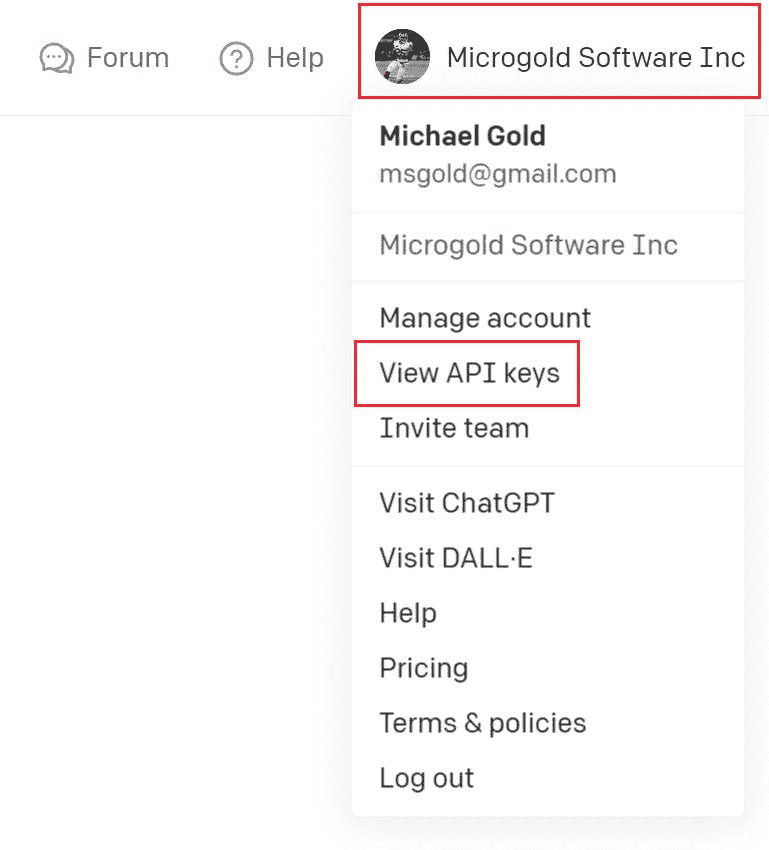 Forum Help Microgold Software Inc
Michael Gold
msgold@gmail.com
Microgold Software Inc
Manage account
View API keys
Invite team
Visit ChatGPT
Visit DALL·E
Help
Pricing
Terms & policies
Log out